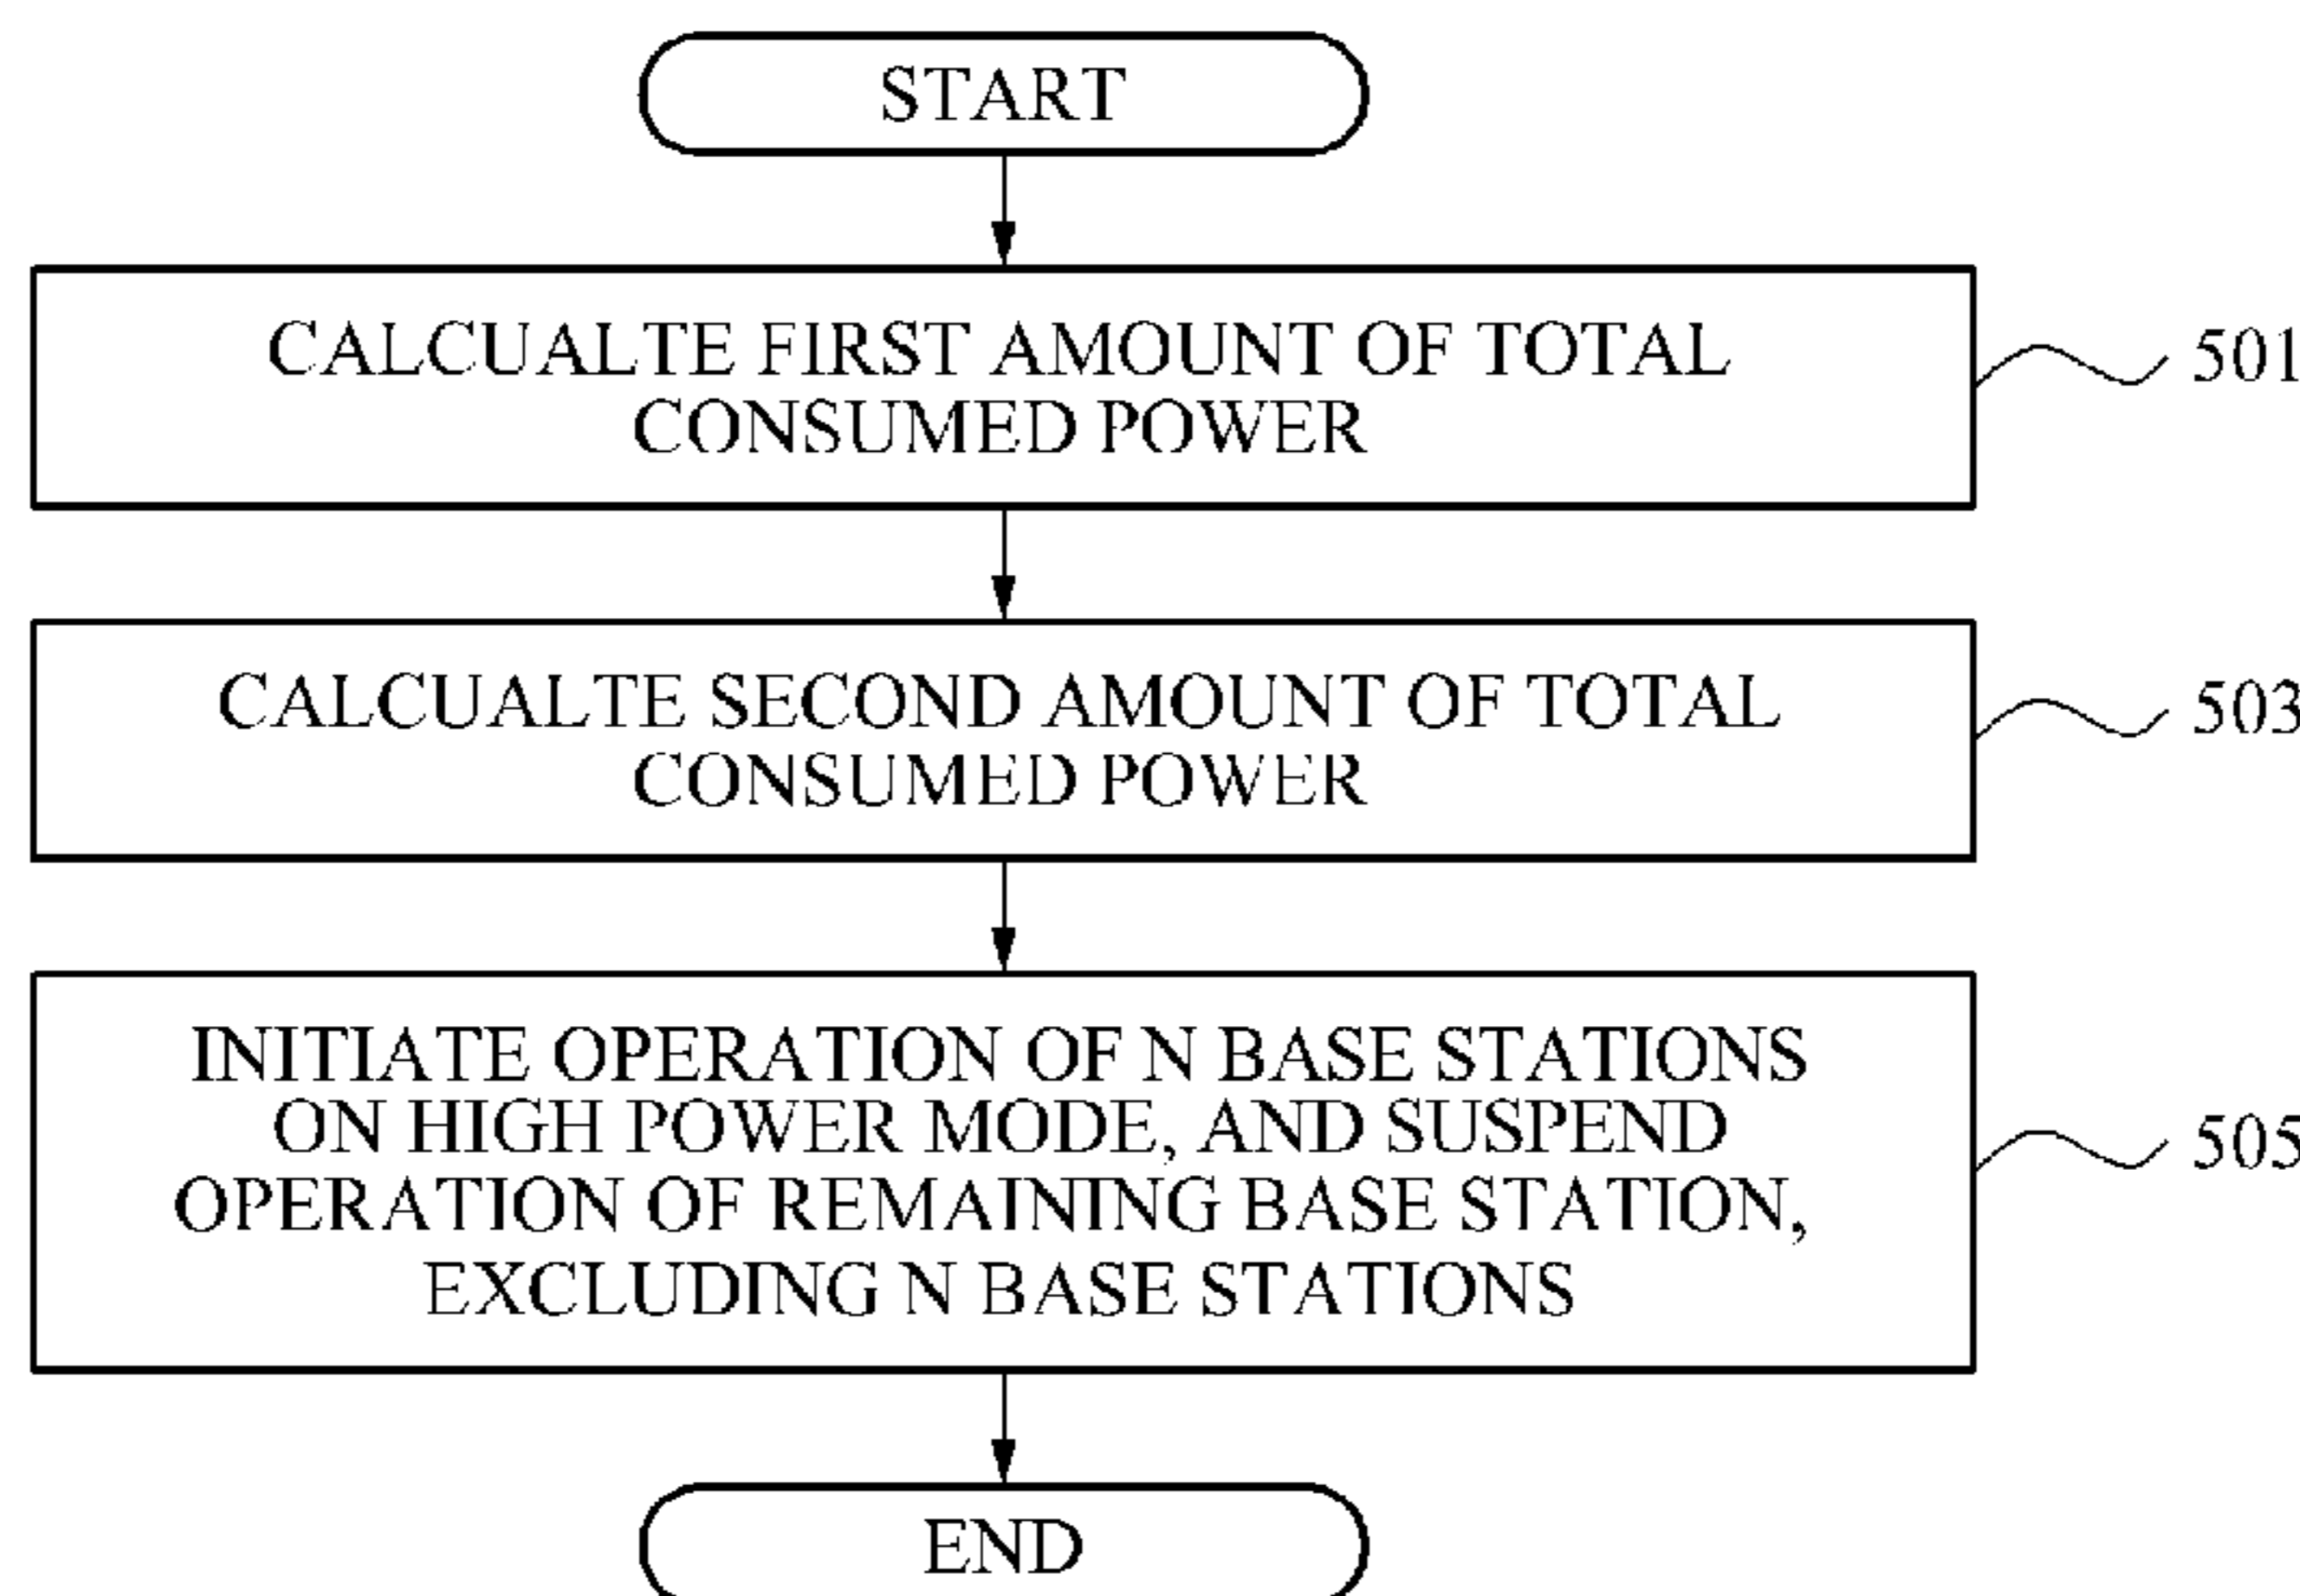 START
CALCUALTE FIRST AMOUNT OF TOTAL
CONSUMED POWER
501
CALCUALTE SECOND AMOUNT OF TOTAL
CONSUMED POWER
503
INITIATE OPERATION OF N BASE STATIONS
ON HIGH POWER MODE, AND SUSPEND
OPERATION OF REMAINING BASE STATION,
EXCLUDING N BASE STATIONS
505
END